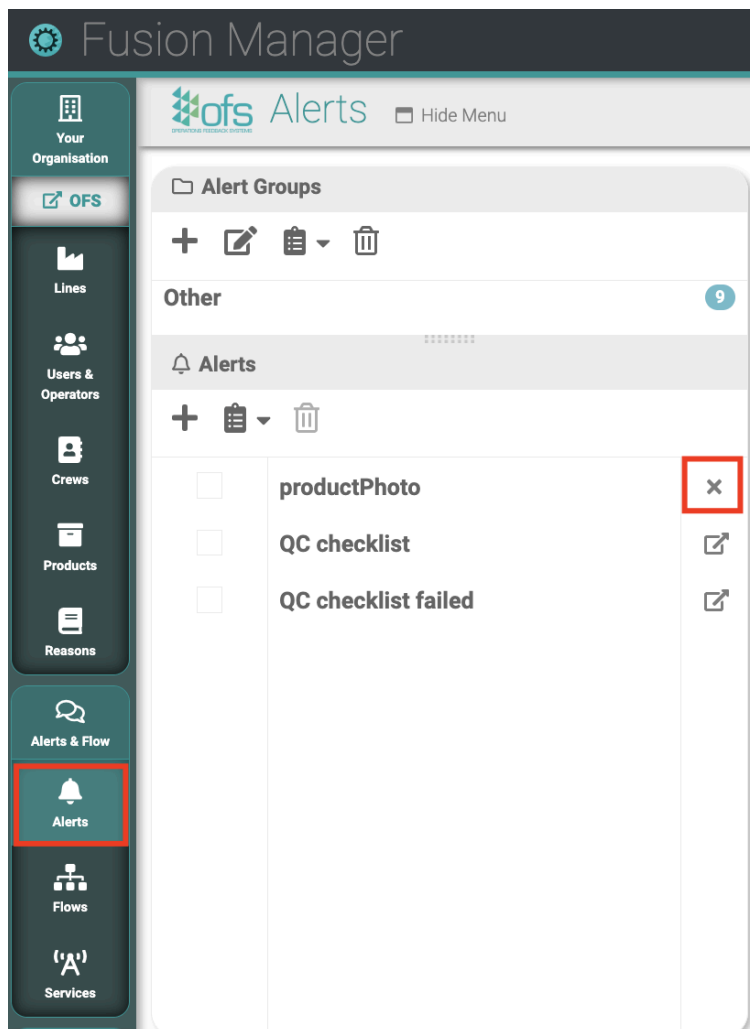 Fusion Manager
Your
Organisation
OFS
Lines
Users &
Operators
Crews
Products
Reasons
Alerts & Flow
Alerts
Flows
Services
ofs Alerts Hide Menu
OPERATIONS FEEDBACK SYSTEMS
Alert Groups
Other 9
Alerts
productPhoto
QC checklist
QC checklist failed